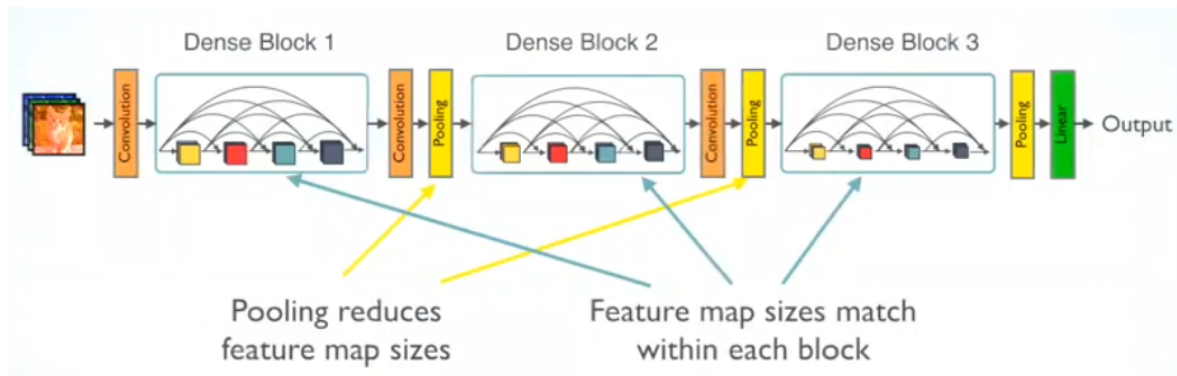 Dense Block 1
Dense Block 2
Dense Block 3
Convolution
Convolution
Pooling
Convolution
Pooling
Pooling
Linear
Output
Pooling reduces
feature map sizes
Feature map sizes match
within each block